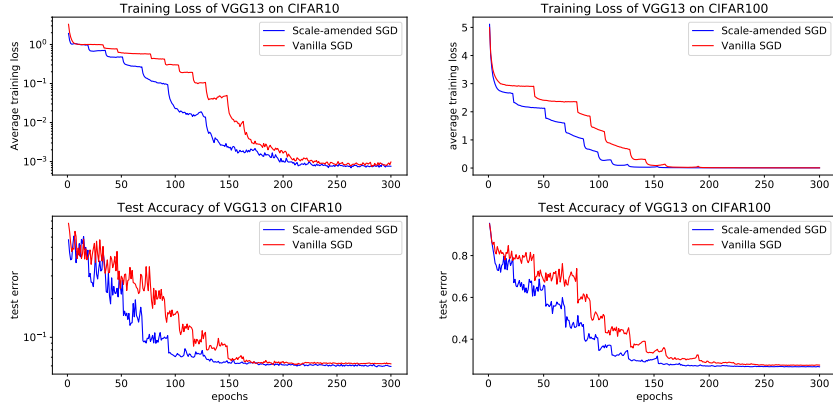 Training Loss of VGG13 on CIFAR10
Average training loss
10⁰
10⁻¹
10⁻²
10⁻³
0 50 100 150 200 250 300
Scale-amended SGD
Vanilla SGD
Training Loss of VGG13 on CIFAR100
average training loss
5
4
3
2
1
0
0 50 100 150 200 250 300
Scale-amended SGD
Vanilla SGD
Test Accuracy of VGG13 on CIFAR10
test error
10⁻¹
0 50 100 150 200 250 300
epochs
Scale-amended SGD
Vanilla SGD
Test Accuracy of VGG13 on CIFAR100
test error
0.8
0.6
0.4
0 50 100 150 200 250 300
epochs
Scale-amended SGD
Vanilla SGD